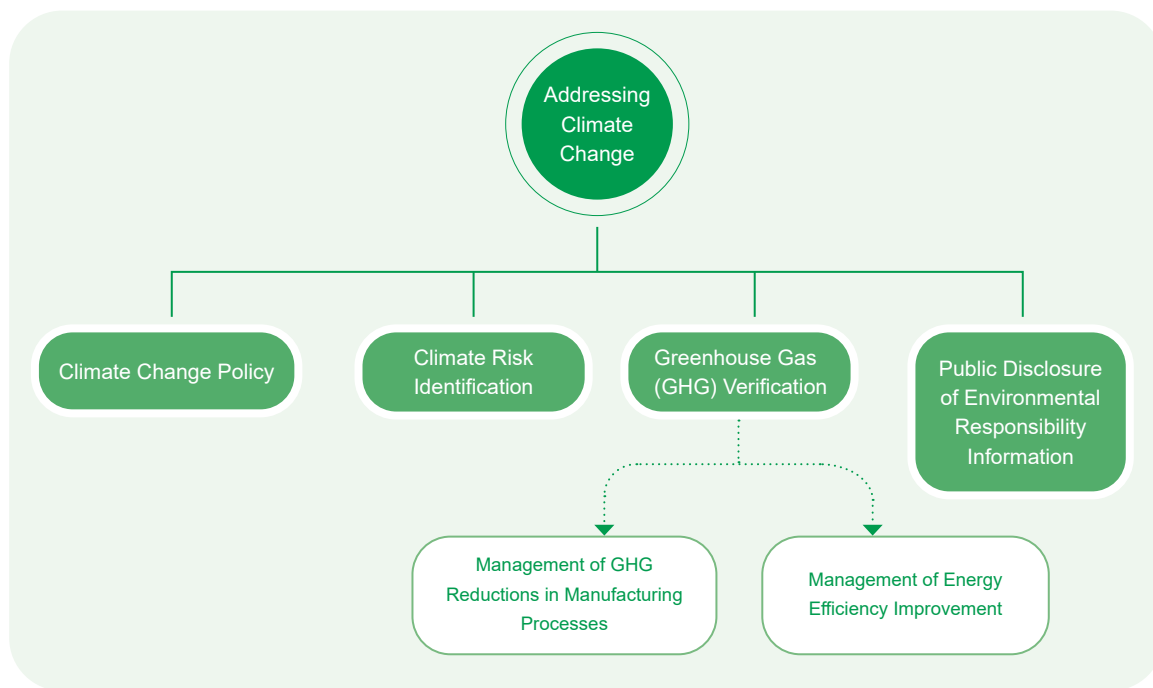 Addressing
Climate
Change
Climate Change Policy
Climate Risk
Identification
Greenhouse Gas
(GHG) Verification
Public Disclosure
of Environmental
Responsibility
Information
Management of GHG
Reductions in Manufacturing
Processes
Management of Energy
Efficiency Improvement